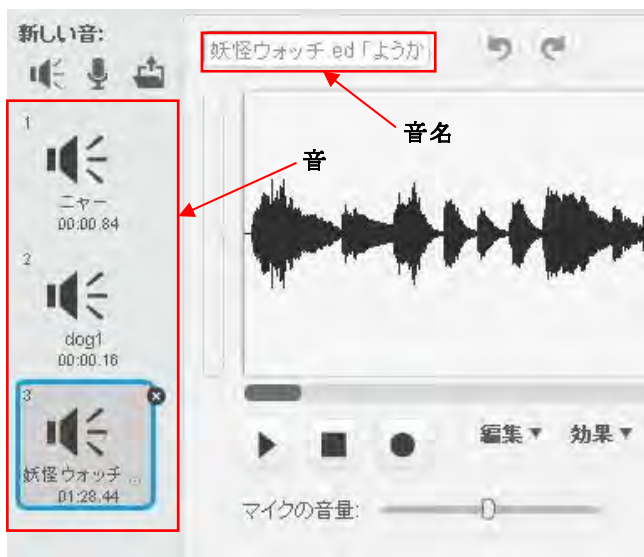 新しい音:
妖怪ウォッチ ed「ようか
音名
音
1
ニャー
00:00.84
2
dog1
00:00.16
3
妖怪ウォッチ ...
01:28.44
編集▼ 効果▼
マイクの音量: